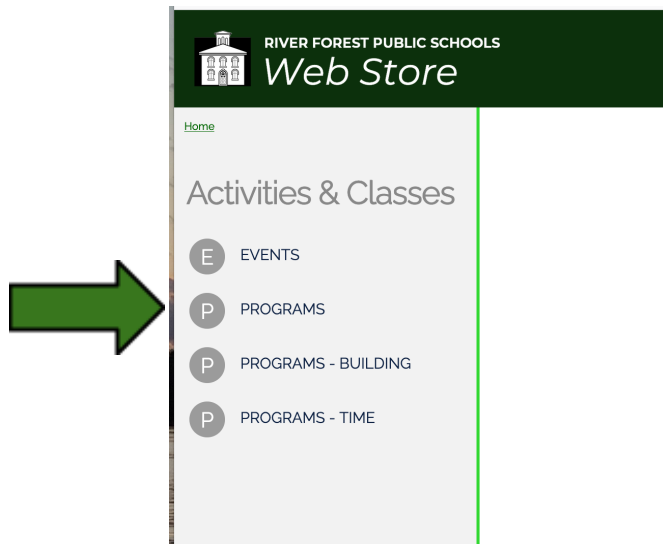 RIVER FOREST PUBLIC SCHOOLS
Web Store
Home
Activities & Classes
E EVENTS
P PROGRAMS
P PROGRAMS - BUILDING
P PROGRAMS - TIME